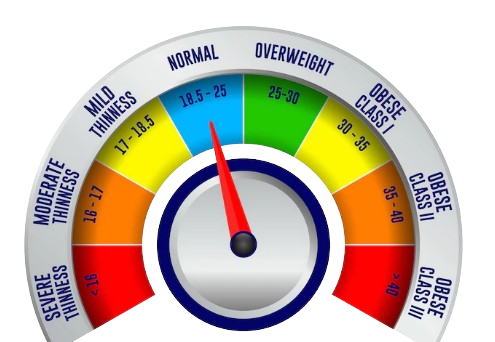 SEVERE
THINNESS
< 16
MODERATE
THINNESS
16 - 17
MILD
THINNESS
17 - 18.5
NORMAL
18.5 - 25
OVERWEIGHT
25-30
OBESE
CLASS I
30 - 35
OBESE
CLASS II
35 - 40
OBESE
CLASS III
> 40